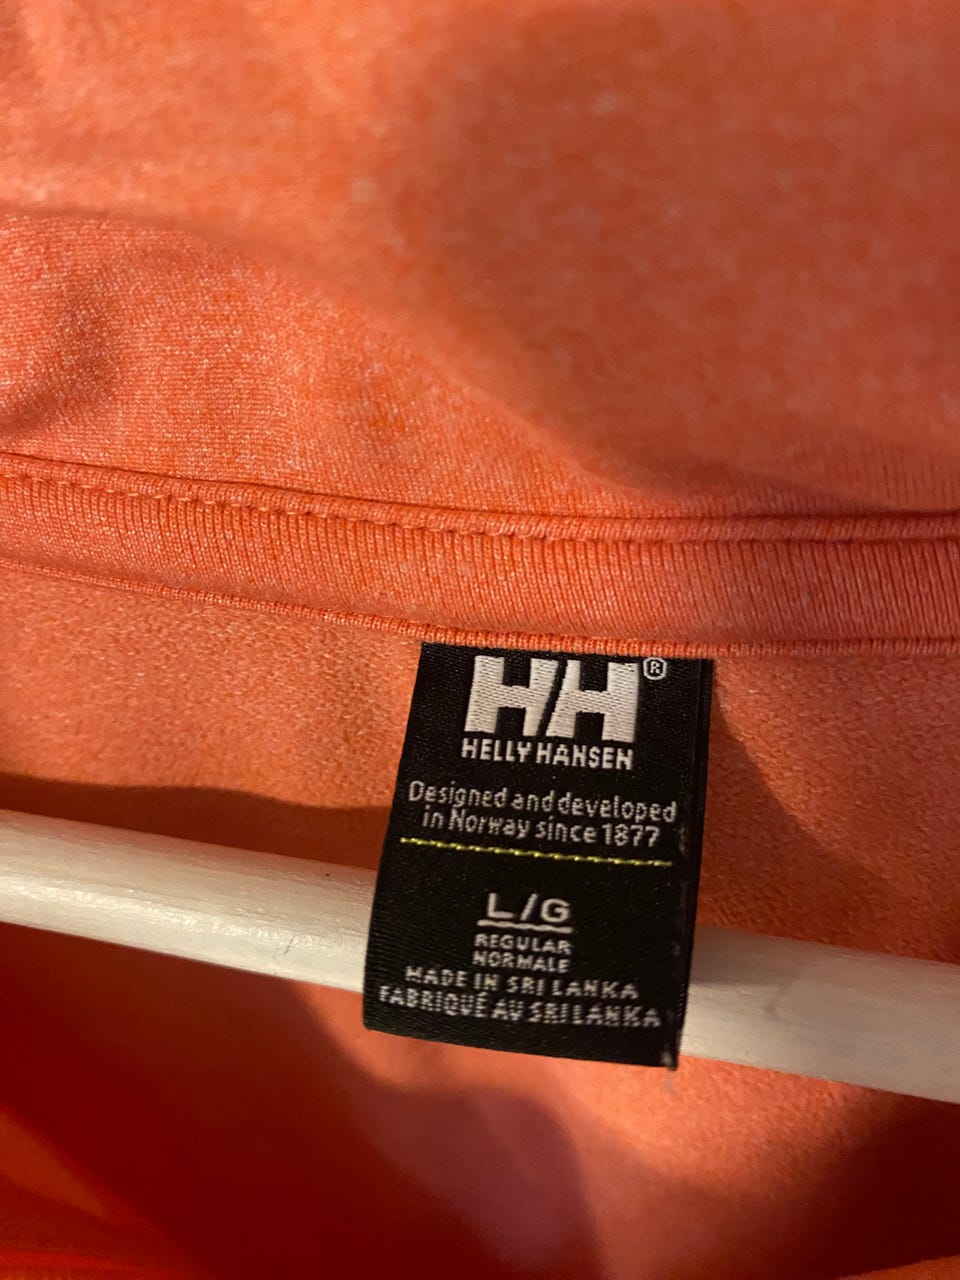 HH®
HELLY HANSEN
Designed and developed
in Norway since 1877
L/G
REGULAR
NORMALE
MADE IN SRI LANKA
FABRIQUÉ AU SRI LANKA